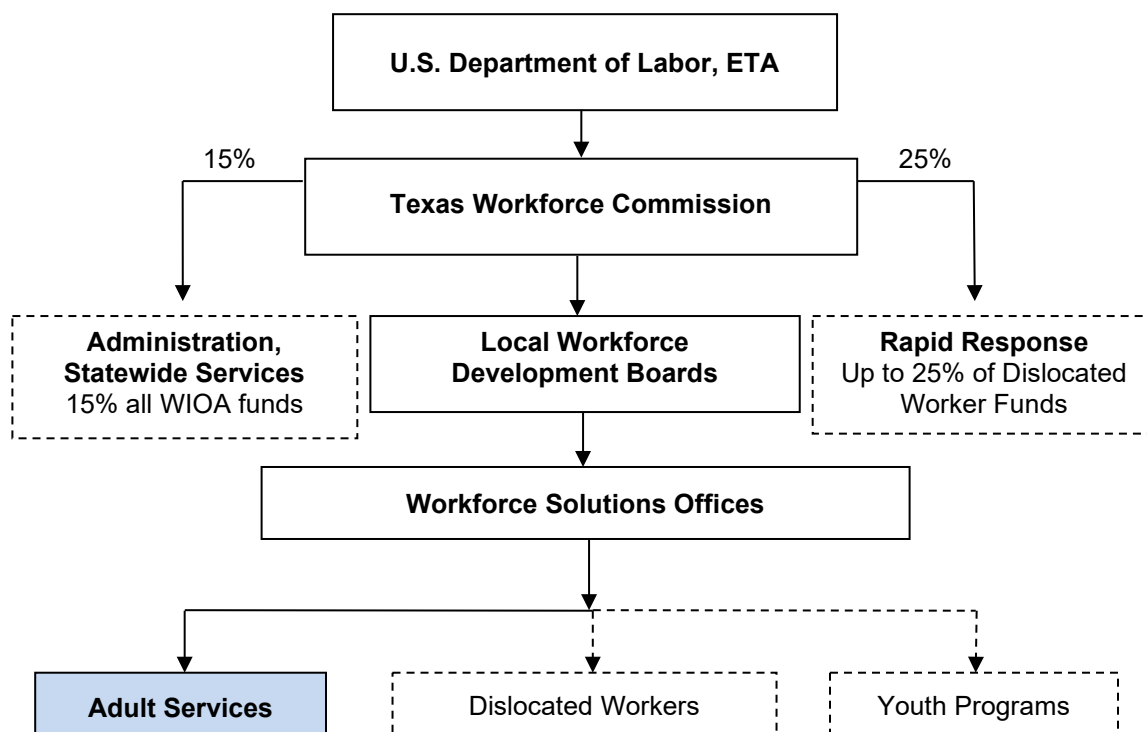 U.S. Department of Labor, ETA
15%
25%
Texas Workforce Commission
Administration,
Statewide Services
15% all WIOA funds
Local Workforce
Development Boards
Rapid Response
Up to 25% of Dislocated
Worker Funds
Workforce Solutions Offices
Adult Services
Dislocated Workers
Youth Programs